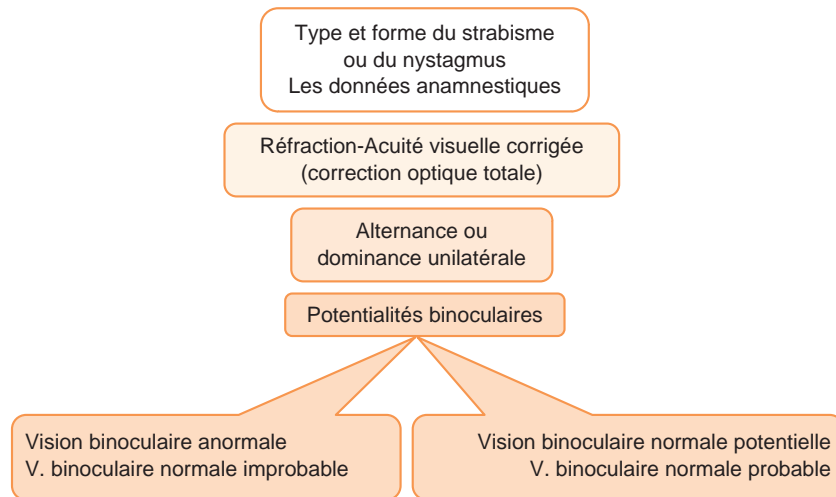 Type et forme du strabisme
ou du nystagmus
Les données anamnestiques
Réfraction-Acuité visuelle corrigée
(correction optique totale)
Alternance ou
dominance unilatérale
Potentialités binoculaires
Vision binoculaire anormale
V. binoculaire normale improbable
Vision binoculaire normale potentielle
V. binoculaire normale probable